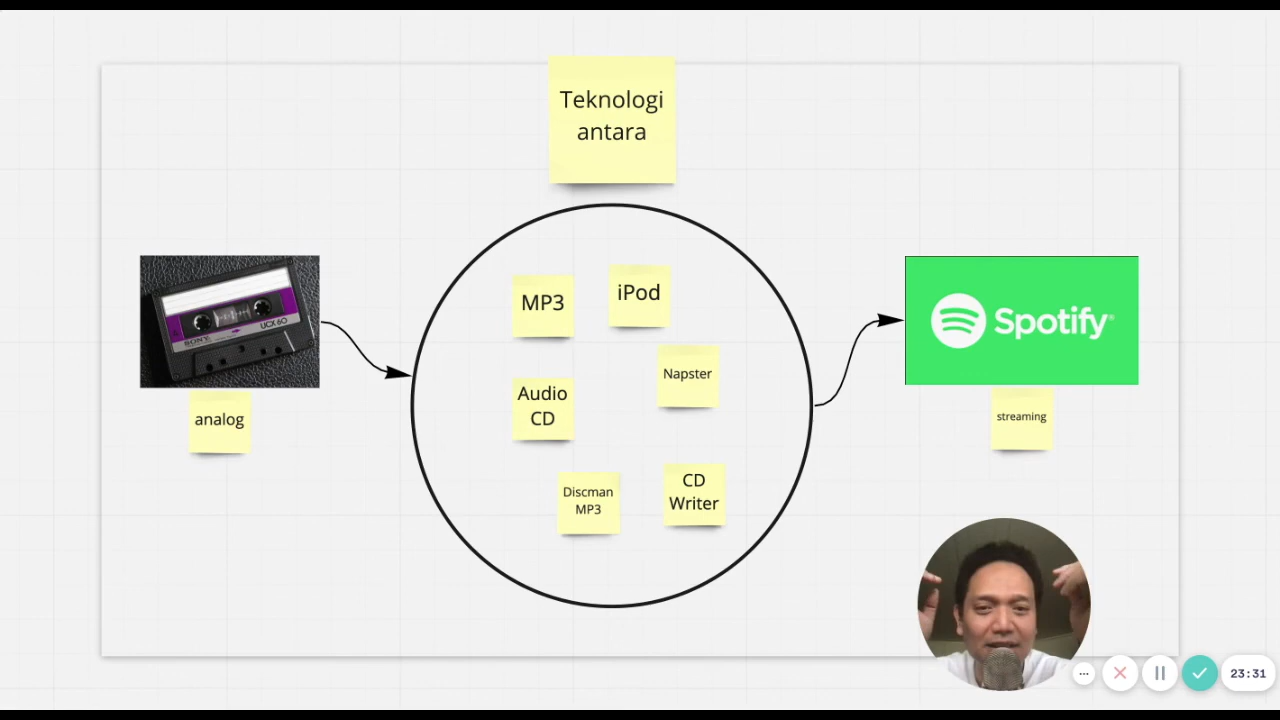 Teknologi
antara
MP3
iPod
Napster
Audio
CD
Discman
MP3
CD
Writer
SONY
UCX 60
analog
Spotify
streaming
23:31